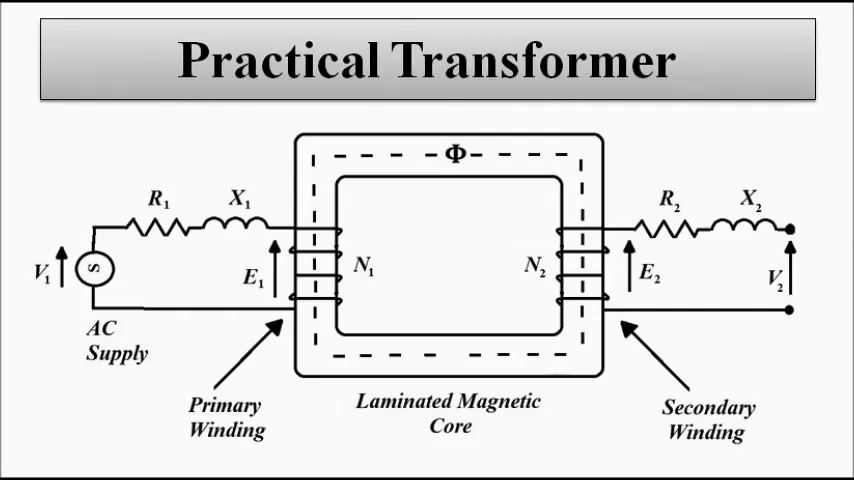 Practical Transformer
Φ
R₁
X₁
R₂
X₂
V₁
S
E₁
N₁
N₂
E₂
V₂
AC
Supply
Primary
Winding
Laminated Magnetic
Core
Secondary
Winding